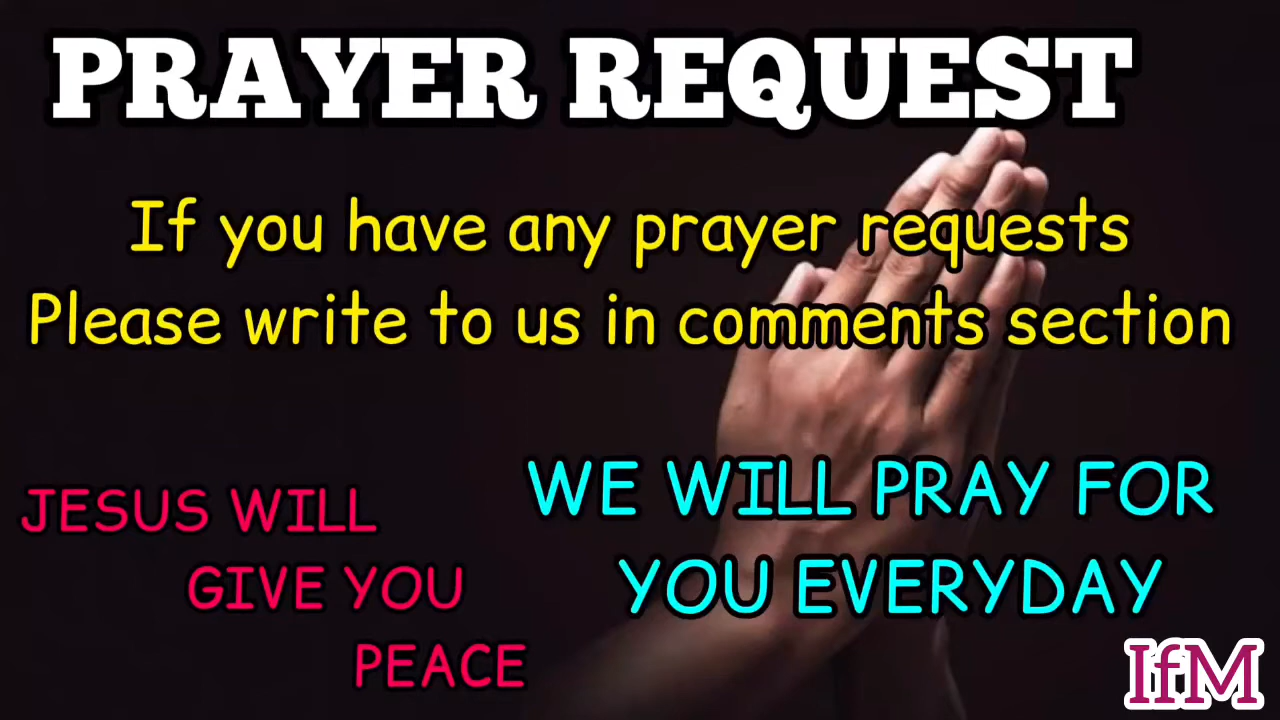 PRAYER REQUEST
If you have any prayer requests
Please write to us in comments section
JESUS WILL
GIVE YOU
PEACE
WE WILL PRAY FOR
YOU EVERYDAY
IfM